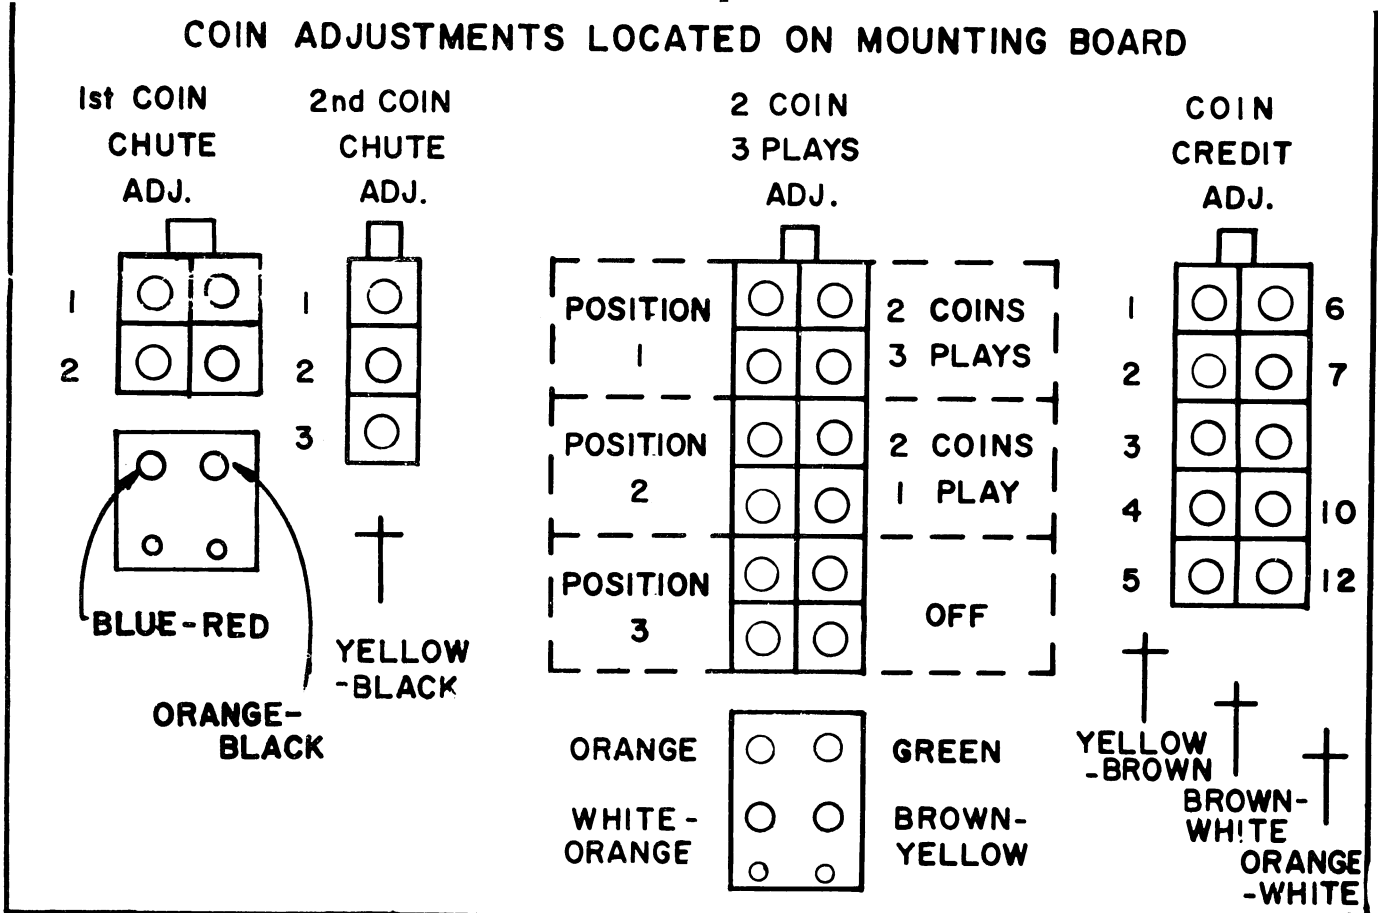 COIN ADJUSTMENTS LOCATED ON MOUNTING BOARD
1st COIN
CHUTE
ADJ.
1
2
BLUE-RED
ORANGE-
BLACK
2nd COIN
CHUTE
ADJ.
1
2
3
YELLOW
-BLACK
2 COIN
3 PLAYS
ADJ.
POSITION
1
2 COINS
3 PLAYS
POSITION
2
2 COINS
1 PLAY
POSITION
3
OFF
ORANGE
GREEN
WHITE-
ORANGE
BROWN-
YELLOW
COIN
CREDIT
ADJ.
1 6
2 7
3
4 10
5 12
YELLOW
-BROWN
BROWN-
WHITE
ORANGE
-WHITE